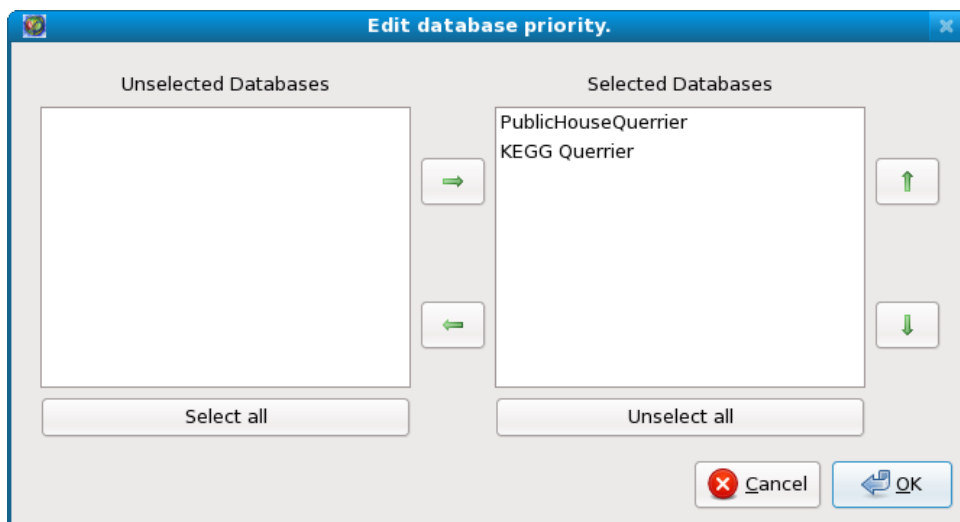 Edit database priority.
Unselected Databases
Selected Databases
PublicHouseQuerrier
KEGG Querrier
Select all
Unselect all
Cancel
OK